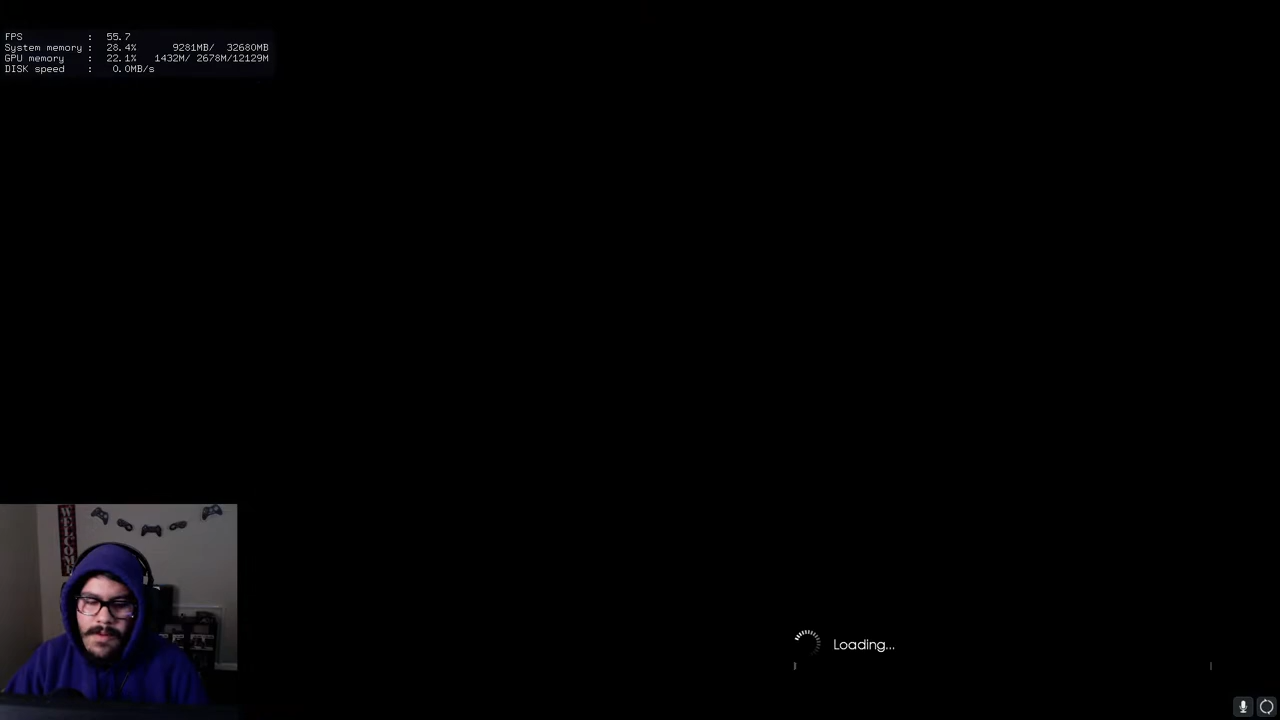 FPS : 55.7
System memory : 28.4% 9281MB/ 32680MB
GPU memory : 22.1% 1432M/ 2678M/12129M
DISK speed : 0.0MB/s
WELCOME
Loading...